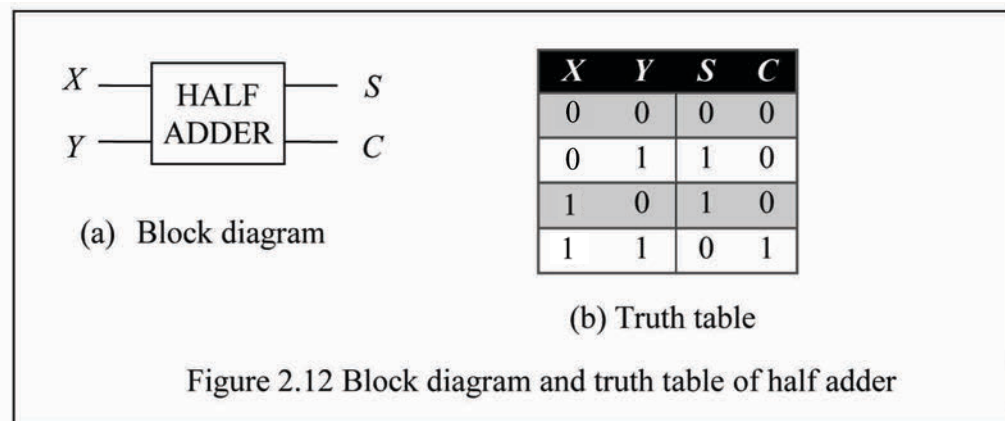 X HALF ADDER S
Y C
(a) Block diagram
X Y S C
0 0 0 0
0 1 1 0
1 0 1 0
1 1 0 1
(b) Truth table
Figure 2.12 Block diagram and truth table of half adder